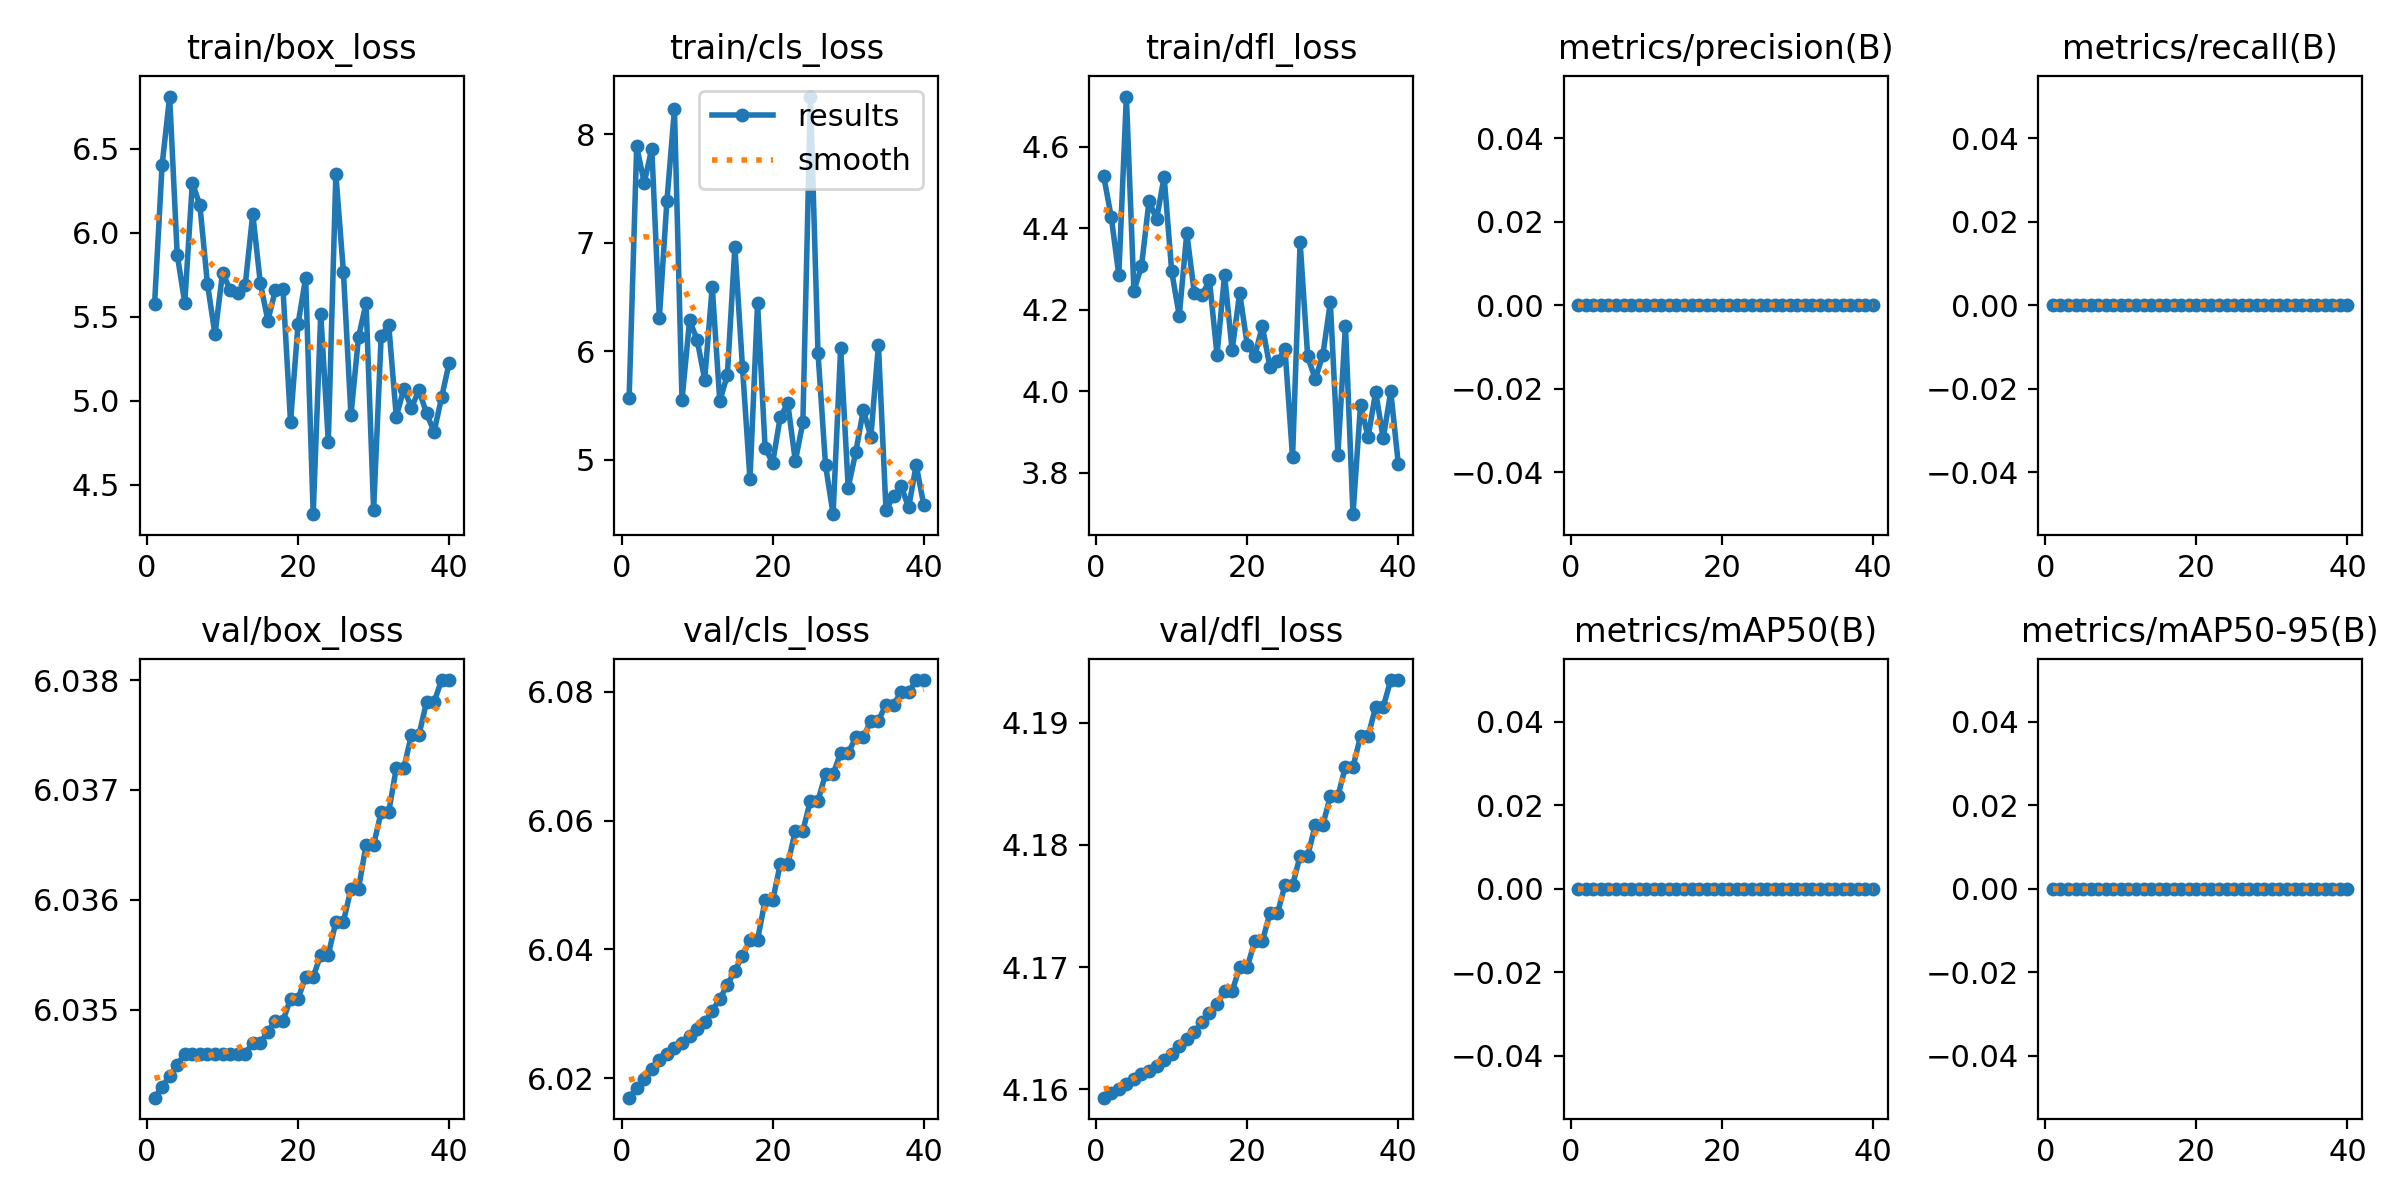 train/box_loss
6.5
6.0
5.5
5.0
4.5
0 20 40
train/cls_loss
results
smooth
8
7
6
5
0 20 40
train/dfl_loss
4.6
4.4
4.2
4.0
3.8
0 20 40
metrics/precision(B)
0.04
0.02
0.00
−0.02
−0.04
0 20 40
metrics/recall(B)
0.04
0.02
0.00
−0.02
−0.04
0 20 40
val/box_loss
6.038
6.037
6.036
6.035
0 20 40
val/cls_loss
6.08
6.06
6.04
6.02
0 20 40
val/dfl_loss
4.19
4.18
4.17
4.16
0 20 40
metrics/mAP50(B)
0.04
0.02
0.00
−0.02
−0.04
0 20 40
metrics/mAP50-95(B)
0.04
0.02
0.00
−0.02
−0.04
0 20 40